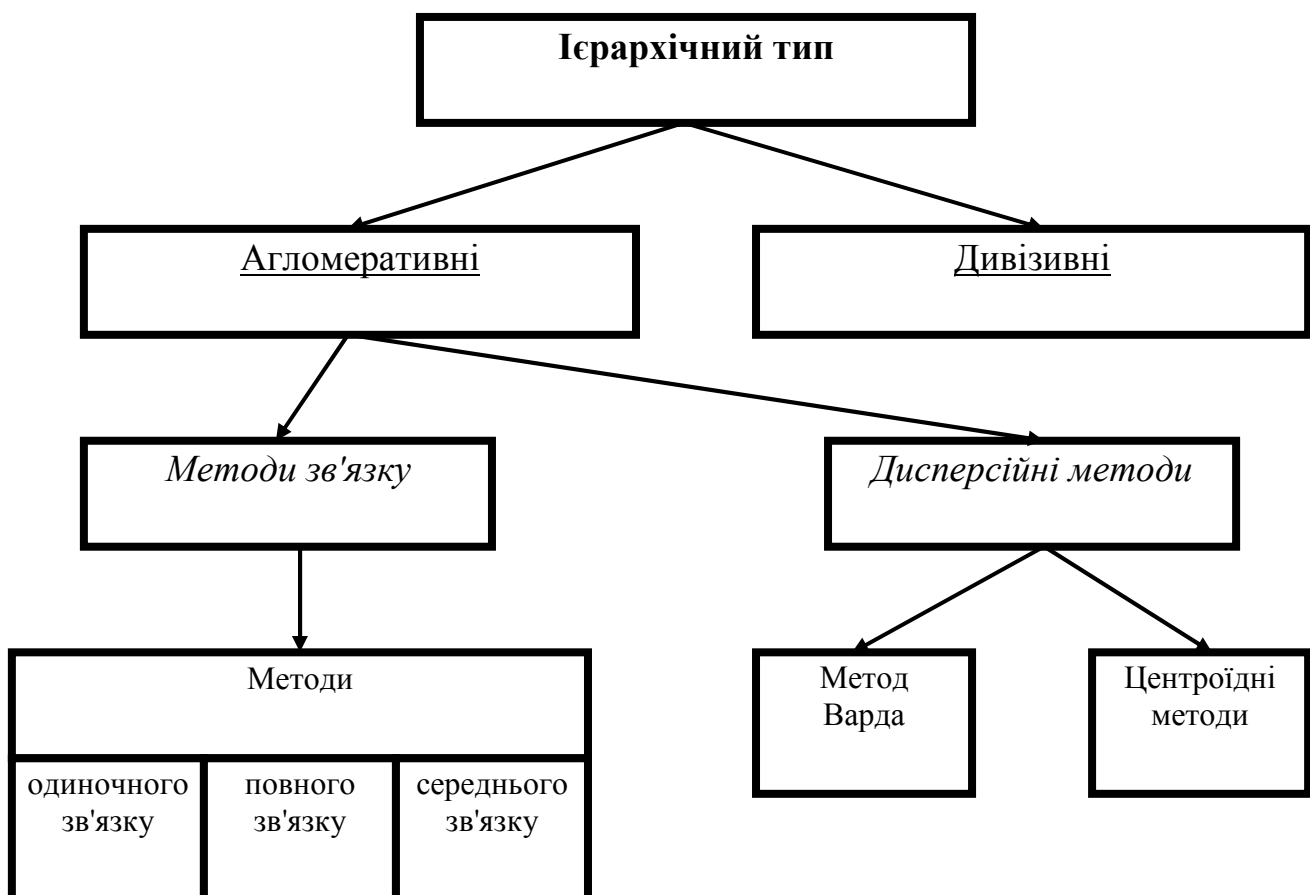 Ієрархічний тип
Агломеративні
Дивізивні
Методи зв'язку
Дисперсійні методи
Методи
одиночного
зв'язку
повного
зв'язку
середнього
зв'язку
Метод
Варда
Центроїдні
методи